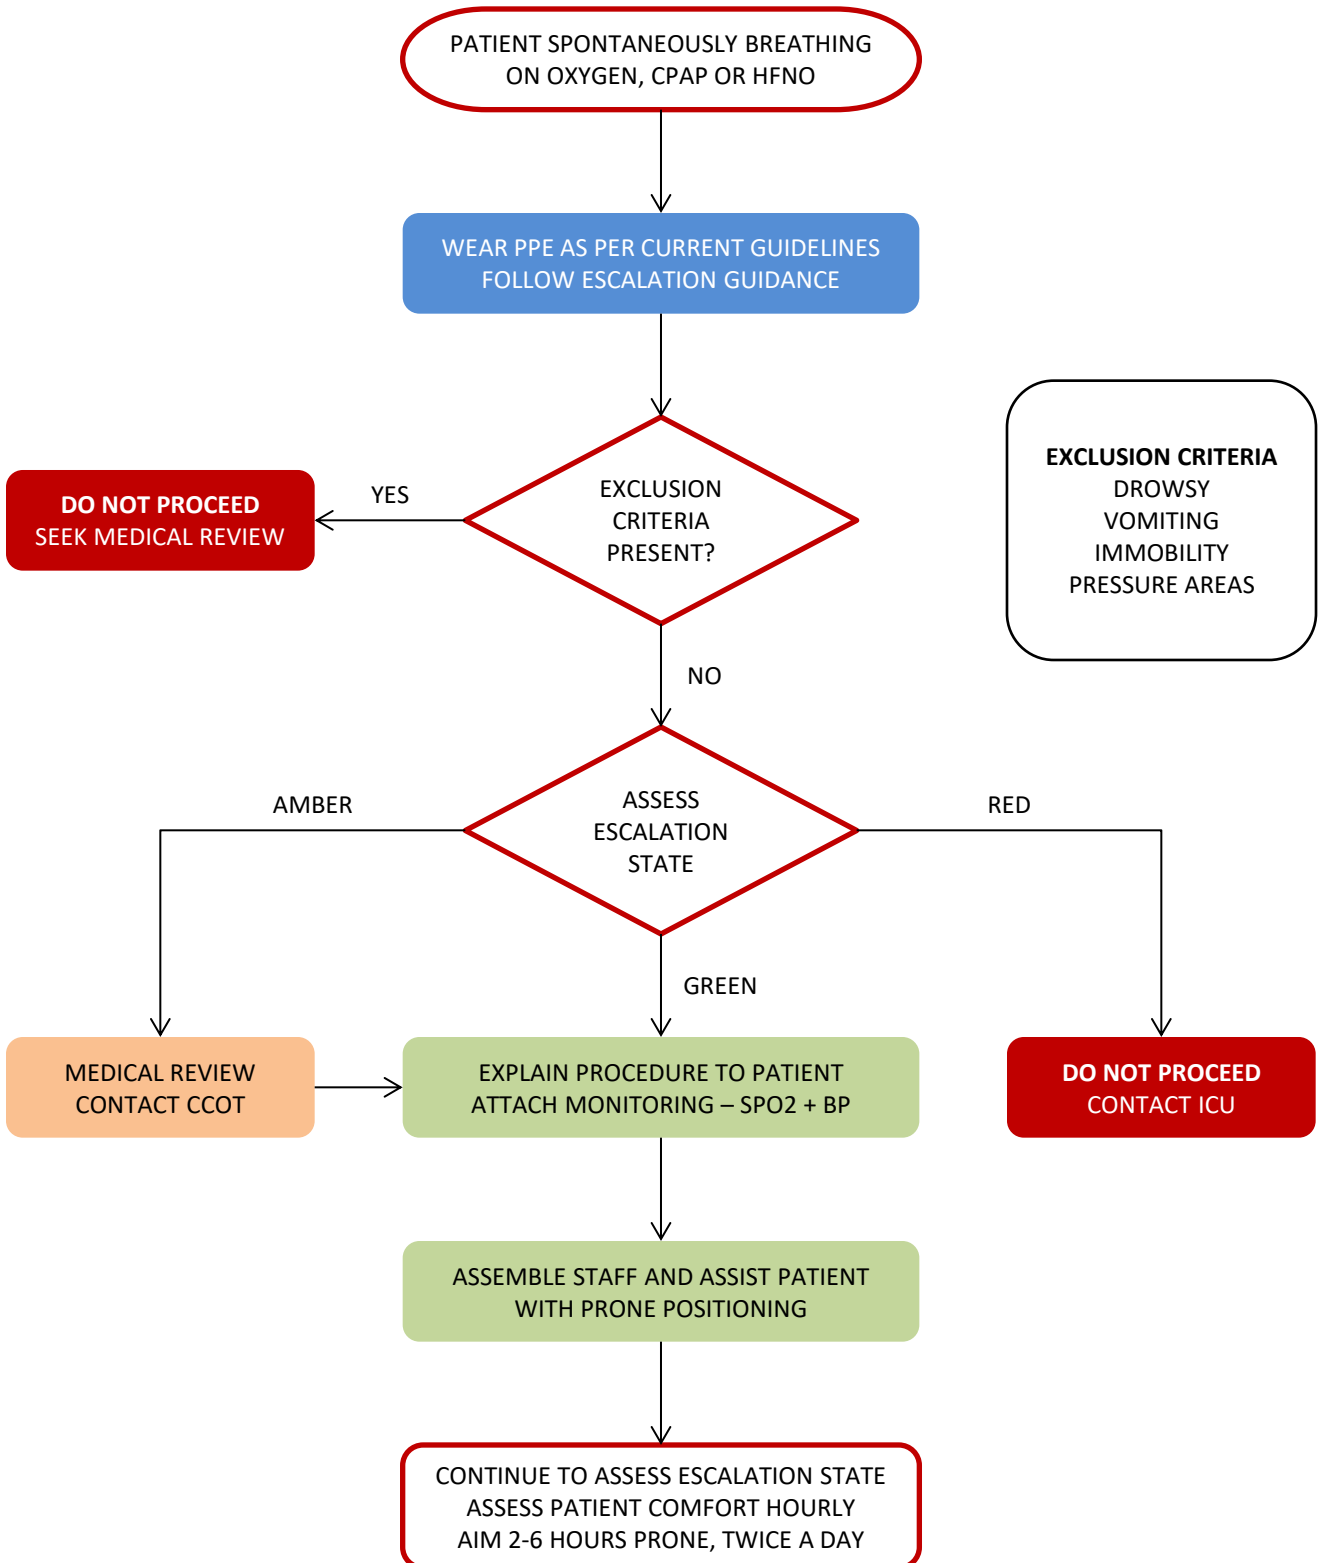 PATIENT SPONTANEOUSLY BREATHING
ON OXYGEN, CPAP OR HFNO
WEAR PPE AS PER CURRENT GUIDELINES
FOLLOW ESCALATION GUIDANCE
EXCLUSION
CRITERIA
PRESENT?
YES
DO NOT PROCEED
SEEK MEDICAL REVIEW
EXCLUSION CRITERIA
DROWSY
VOMITING
IMMOBILITY
PRESSURE AREAS
NO
ASSESS
ESCALATION
STATE
AMBER
RED
GREEN
MEDICAL REVIEW
CONTACT CCOT
EXPLAIN PROCEDURE TO PATIENT
ATTACH MONITORING – SPO2 + BP
DO NOT PROCEED
CONTACT ICU
ASSEMBLE STAFF AND ASSIST PATIENT
WITH PRONE POSITIONING
CONTINUE TO ASSESS ESCALATION STATE
ASSESS PATIENT COMFORT HOURLY
AIM 2-6 HOURS PRONE, TWICE A DAY